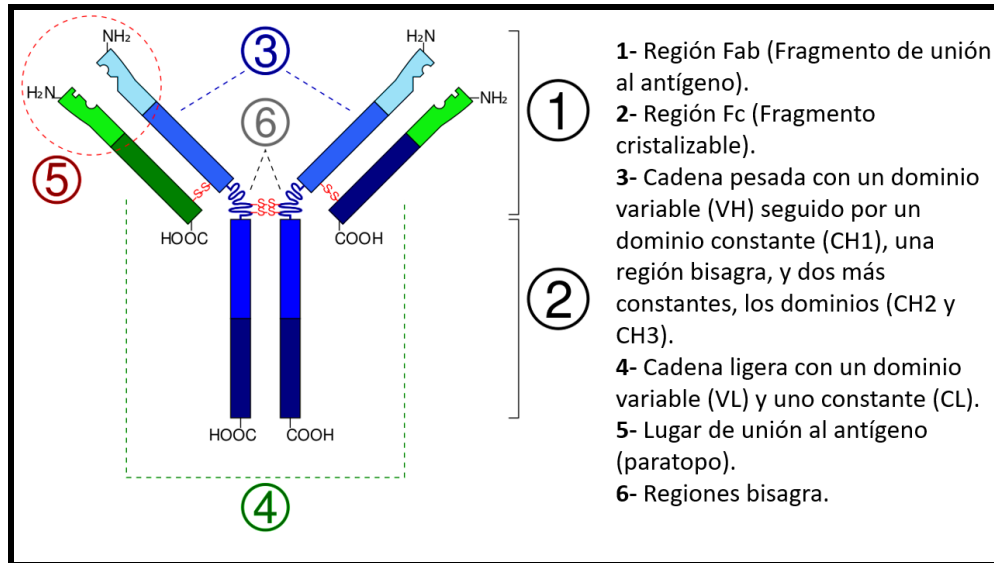 NH₂
H₂N
③
H₂N
NH₂
⑥
①
⑤
S-S
S-S
S-S
S-S
HOOC
COOH
②
HOOC
COOH
④
1- Región Fab (Fragmento de unión
al antígeno).
2- Región Fc (Fragmento
cristalizable).
3- Cadena pesada con un dominio
variable (VH) seguido por un
dominio constante (CH1), una
región bisagra, y dos más
constantes, los dominios (CH2 y
CH3).
4- Cadena ligera con un dominio
variable (VL) y uno constante (CL).
5- Lugar de unión al antígeno
(paratopo).
6- Regiones bisagra.